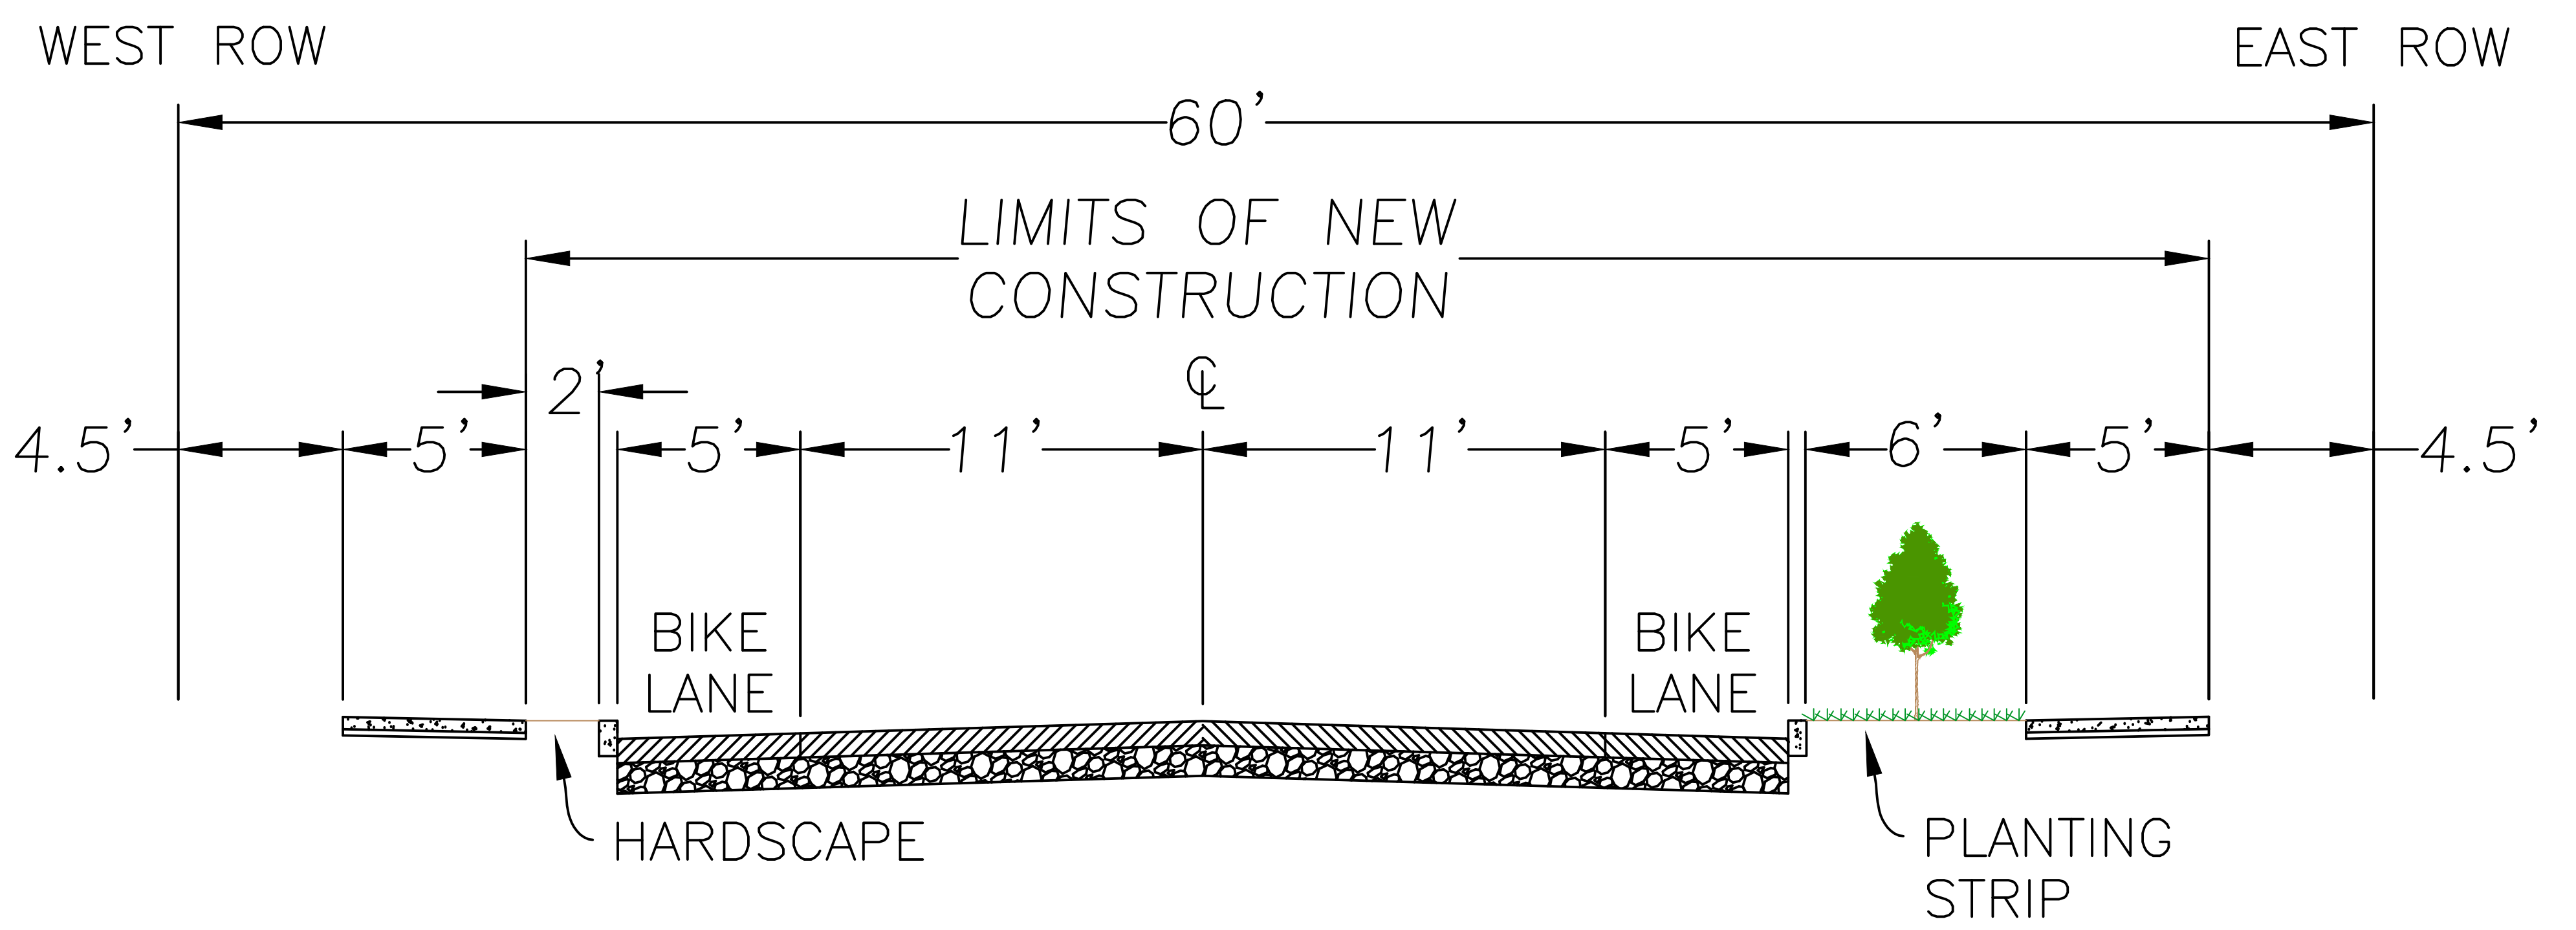 WEST ROW
EAST ROW
60'
LIMITS OF NEW
CONSTRUCTION
℄
2'
4.5' 5' 5' 11' 11' 5' 6' 5' 4.5'
BIKE
LANE
BIKE
LANE
HARDSCAPE
PLANTING
STRIP